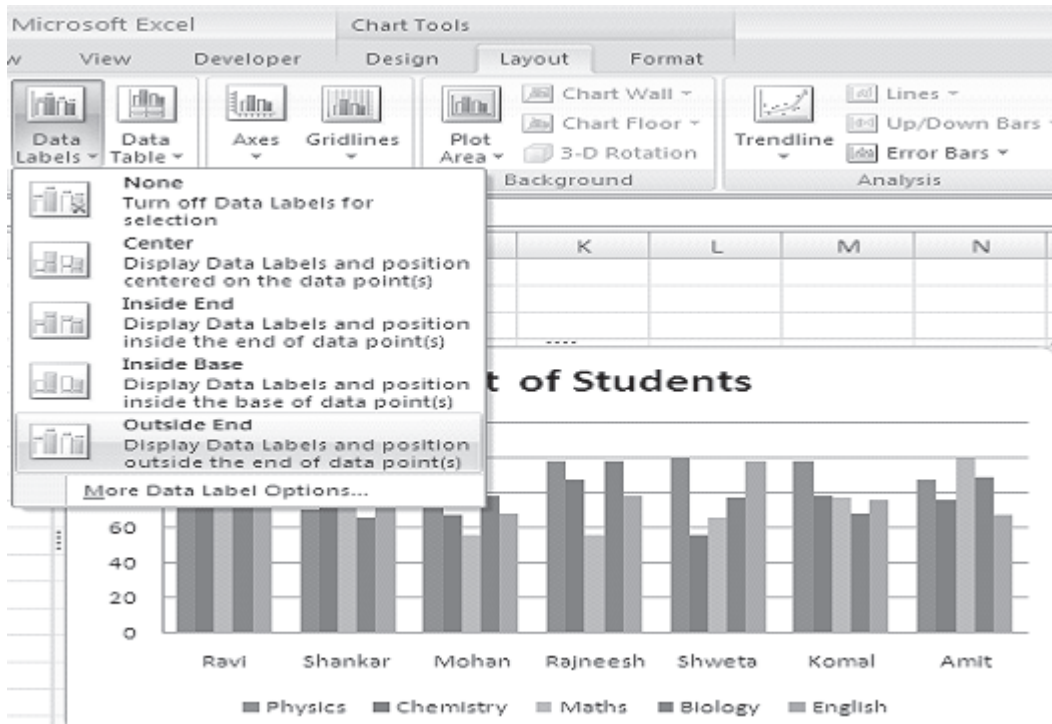 Microsoft Excel
Chart Tools
w View Developer Design Layout Format
Data Labels
Data Table
Axes
Gridlines
Plot Area
Chart Wall
Chart Floor
3-D Rotation
Trendline
Lines
Up/Down Bars
Error Bars
Background
Analysis
None
Turn off Data Labels for
selection
Center
Display Data Labels and position
centered on the data point(s)
Inside End
Display Data Labels and position
inside the end of data point(s)
Inside Base
Display Data Labels and position
inside the base of data point(s)
Outside End
Display Data Labels and position
outside the end of data point(s)
More Data Label Options...
K L M N
t of Students
60
40
20
0
Ravi Shankar Mohan Rajneesh Shweta Komal Amit
Physics Chemistry Maths Biology English